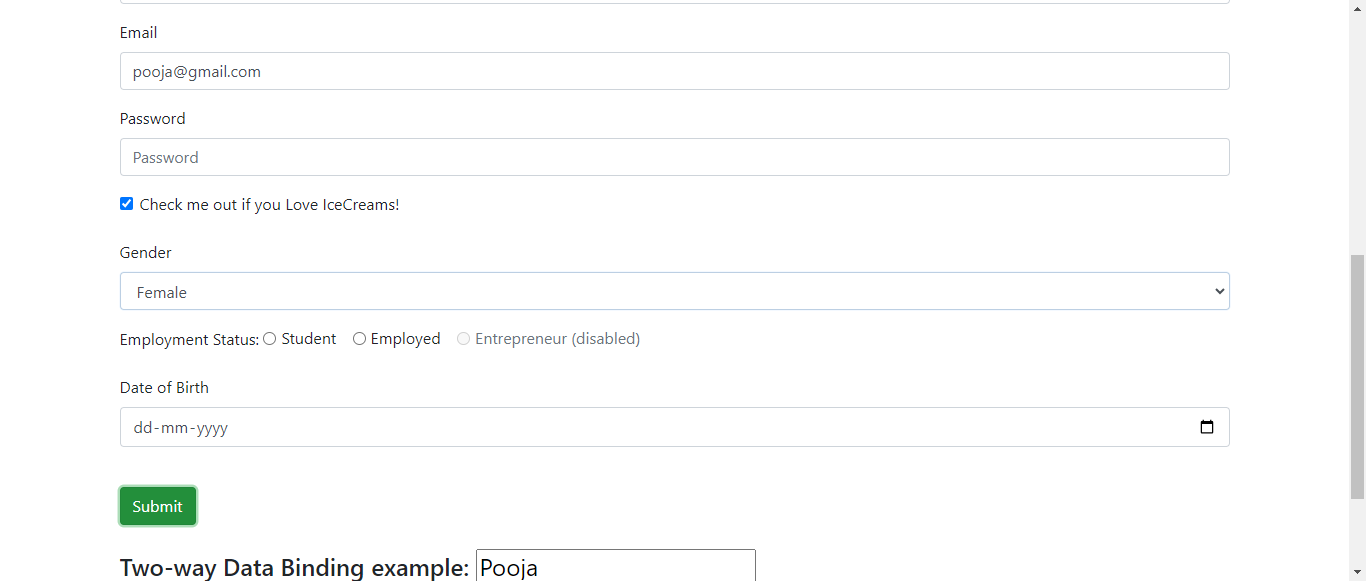 Email
pooja@gmail.com
Password
Password
Check me out if you Love IceCreams!
Gender
Female
Employment Status: Student Employed Entrepreneur (disabled)
Date of Birth
dd-mm-yyyy
Submit
Two-way Data Binding example: Pooja